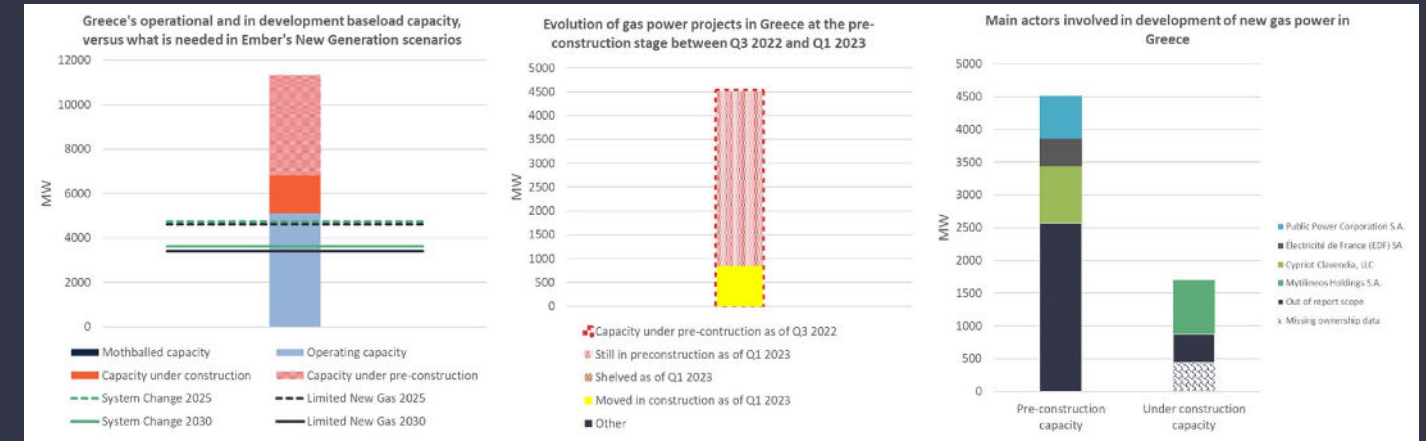 Greece's operational and in development baseload capacity,
versus what is needed in Ember's New Generation scenarios
12000
10000
8000
6000
4000
2000
0
MW
Mothballed capacity
Operating capacity
Capacity under construction
Capacity under pre-construction
System Change 2025
Limited New Gas 2025
System Change 2030
Limited New Gas 2030
Evolution of gas power projects in Greece at the pre-
construction stage between Q3 2022 and Q1 2023
5000
4500
4000
3500
3000
2500
2000
1500
1000
500
0
MW
Capacity under pre-contruction as of Q3 2022
Still in preconstruction as of Q1 2023
Shelved as of Q1 2023
Moved in construction as of Q1 2023
Other
Main actors involved in development of new gas power in
Greece
5000
4500
4000
3500
3000
2500
2000
1500
1000
500
0
MW
Pre-construction
capacity
Under construction
capacity
Public Power Corporation S.A.
Électricité de France (EDF) SA
Cypriot Clavendia, LLC
Mytilineos Holdings S.A.
Out of report scope
Missing ownership data